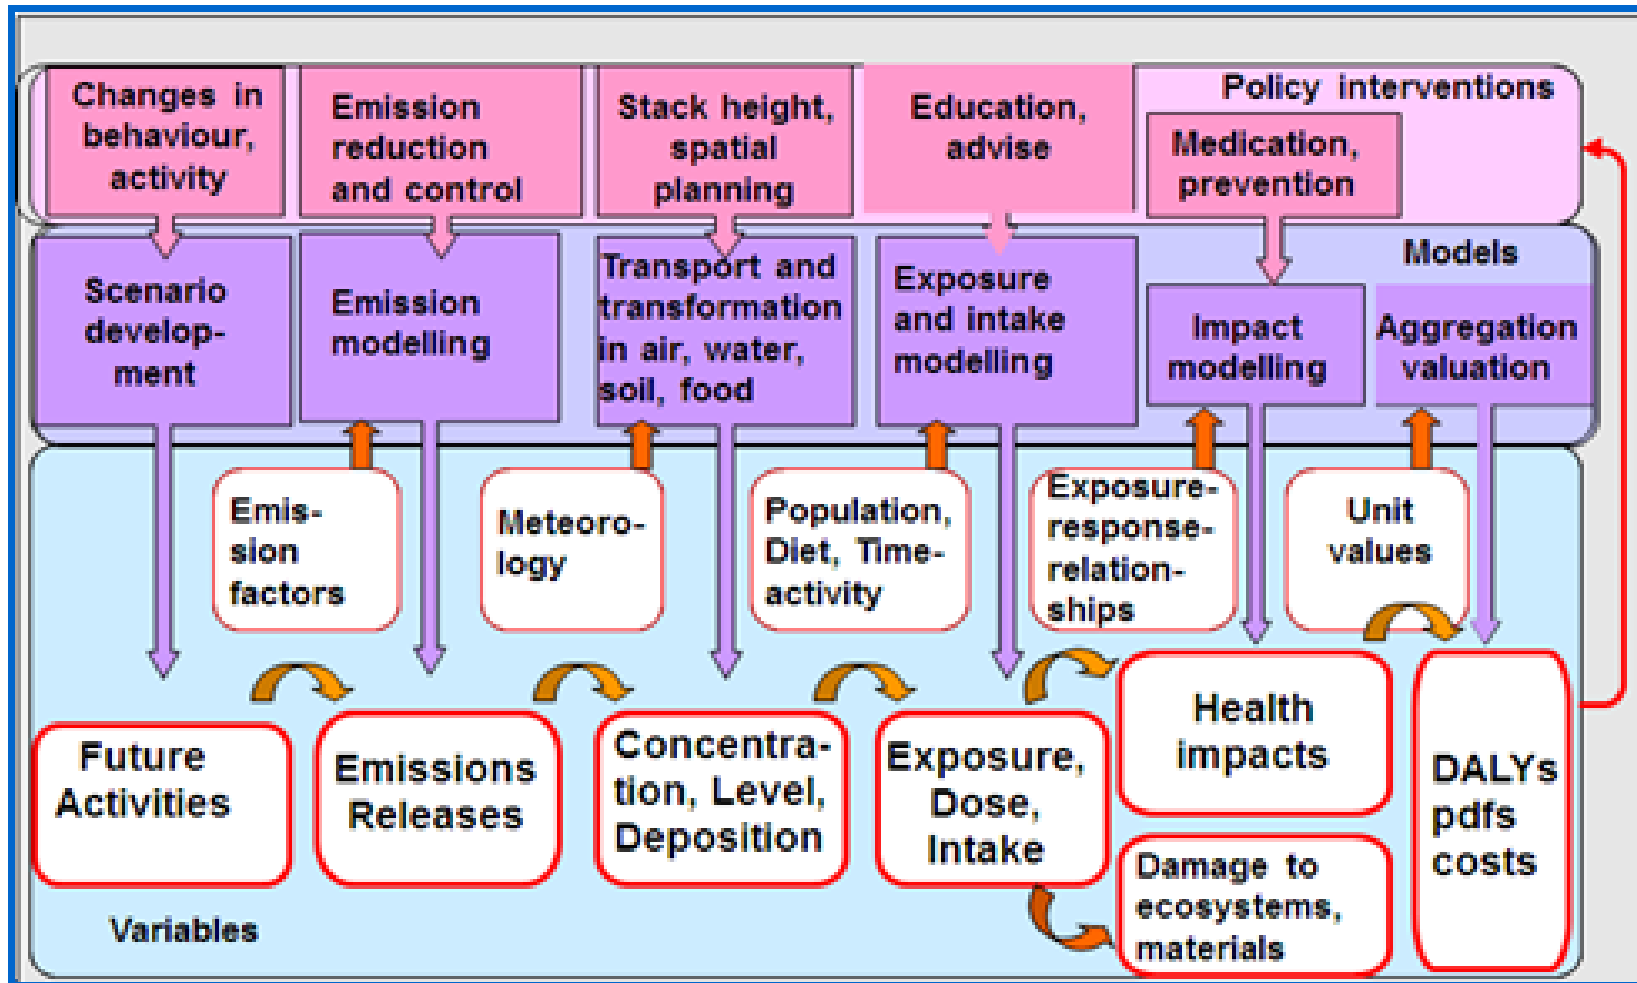 Changes in
behaviour,
activity
Emission
reduction
and control
Stack height,
spatial
planning
Education,
advise
Policy interventions
Medication,
prevention
Scenario
develop-
ment
Emission
modelling
Transport and
transformation
in air, water,
soil, food
Exposure
and intake
modelling
Models
Impact
modelling
Aggregation
valuation
Emis-
sion
factors
Meteoro-
logy
Population,
Diet, Time-
activity
Exposure-
response-
relation-
ships
Unit
values
Future
Activities
Emissions
Releases
Concentra-
tion, Level,
Deposition
Exposure,
Dose,
Intake
Health
impacts
Damage to
ecosystems,
materials
DALYs
pdfs
costs
Variables